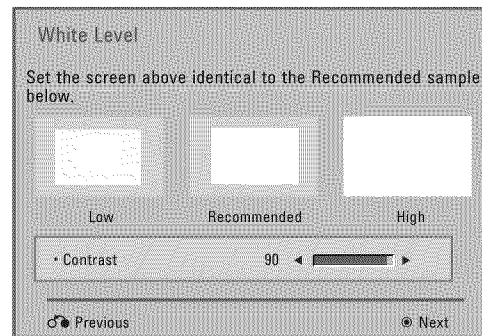 White Level
Set the screen above identical to the Recommended sample
below.
Low Recommended High
• Contrast 90 ◄ ►
Previous ◉ Next